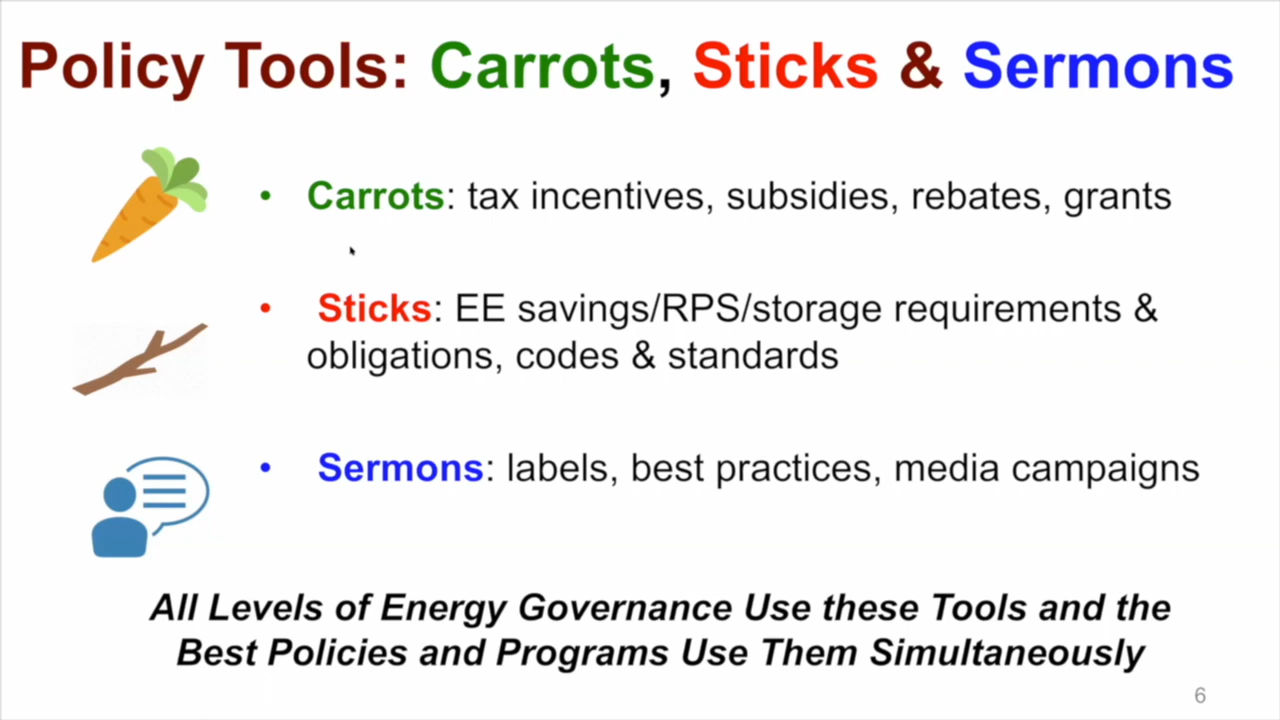 Policy Tools: Carrots, Sticks & Sermons
• Carrots: tax incentives, subsidies, rebates, grants
• Sticks: EE savings/RPS/storage requirements &
obligations, codes & standards
• Sermons: labels, best practices, media campaigns
All Levels of Energy Governance Use these Tools and the
Best Policies and Programs Use Them Simultaneously
6